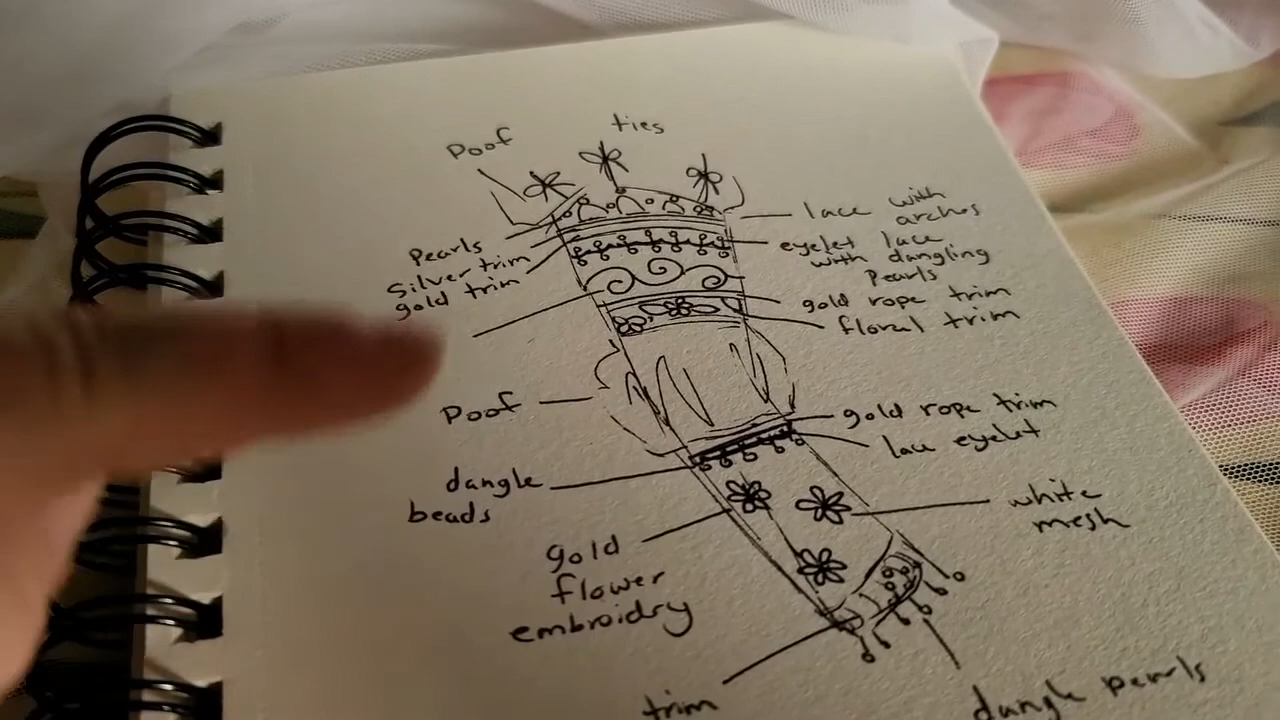 Poof
ties
lace with
arches
Pearls
silver trim
gold trim
eyelet lace
with dangling
Pearls
gold rope trim
floral trim
Poof
gold rope trim
lace eyelet
dangle
beads
white
mesh
gold
flower
embroidry
trim
dangle pearls